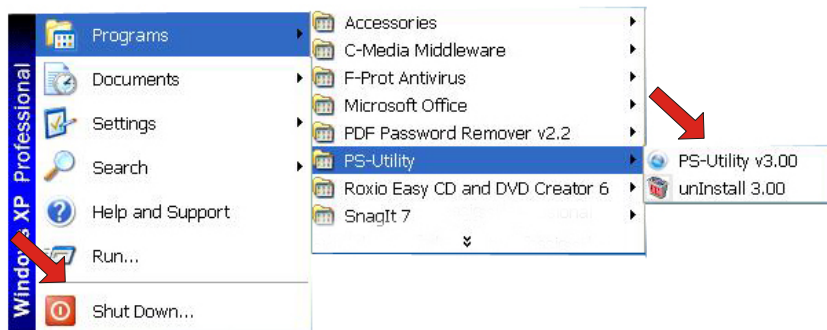 Windows XP Professional
Programs
Documents
Settings
Search
Help and Support
Run...
Shut Down...
Accessories
C-Media Middleware
F-Prot Antivirus
Microsoft Office
PDF Password Remover v2.2
PS-Utility
Roxio Easy CD and DVD Creator 6
SnagIt 7
PS-Utility v3.00
unInstall 3.00